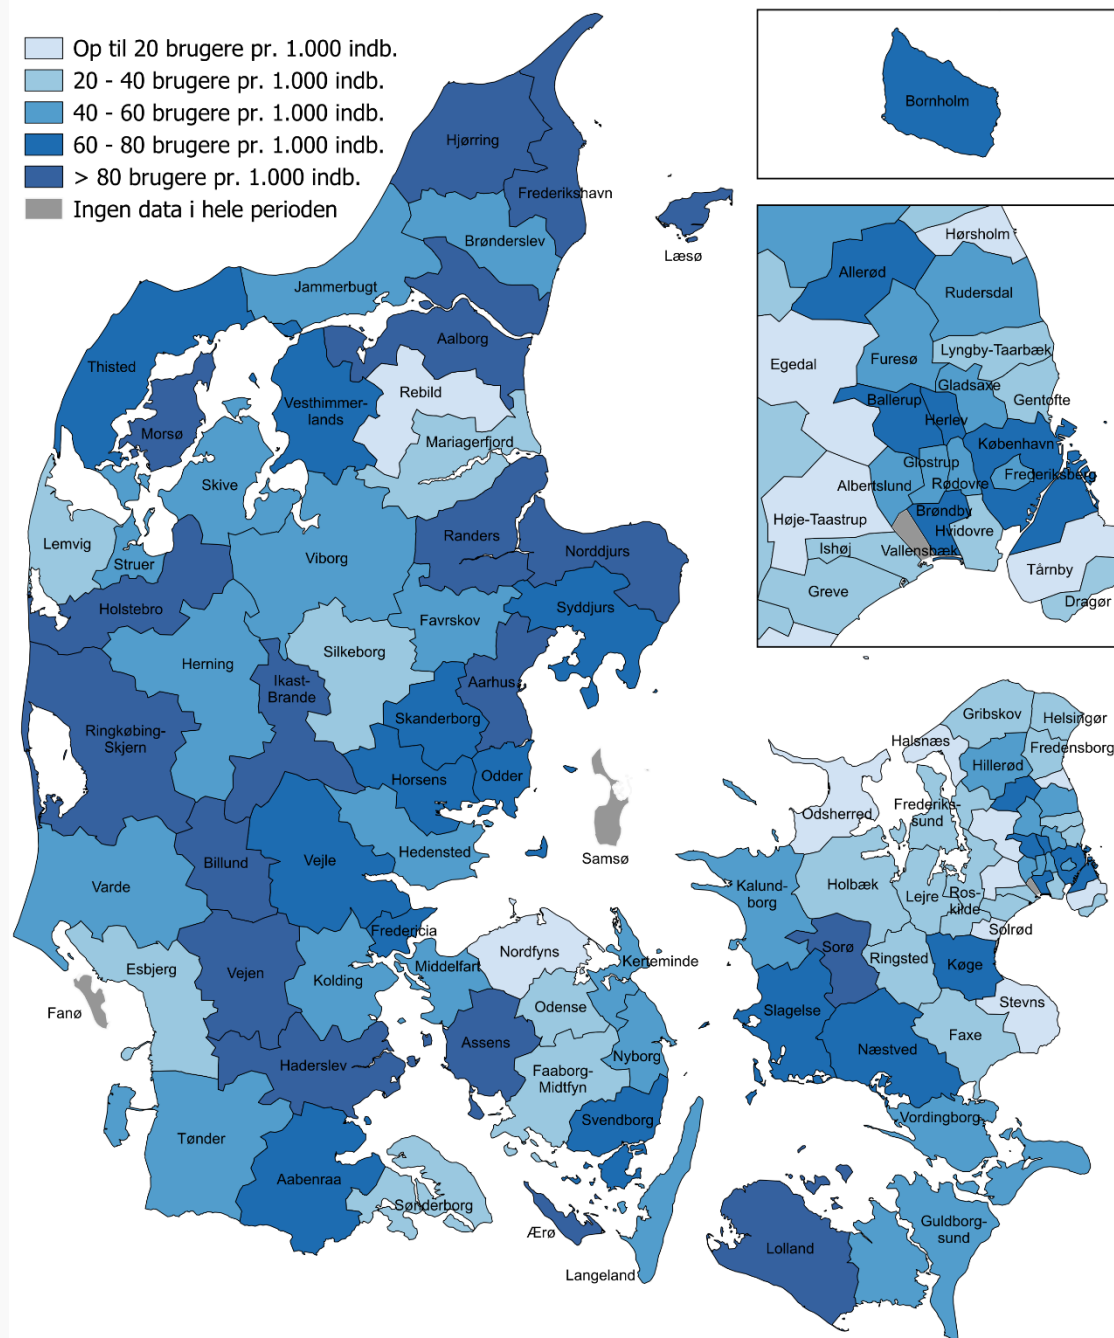 Op til 20 brugere pr. 1.000 indb.
20 - 40 brugere pr. 1.000 indb.
40 - 60 brugere pr. 1.000 indb.
60 - 80 brugere pr. 1.000 indb.
> 80 brugere pr. 1.000 indb.
Ingen data i hele perioden
Hjørring
Frederikshavn
Læsø
Brønderslev
Jammerbugt
Aalborg
Thisted
Vesthimmer-
lands
Rebild
Morsø
Mariagerfjord
Skive
Lemvig
Struer
Viborg
Randers
Norddjurs
Holstebro
Favrskov
Syddjurs
Silkeborg
Herning
Ikast-
Brande
Aarhus
Skanderborg
Ringkøbing-
Skjern
Horsens
Odder
Samsø
Hedensted
Billund
Vejle
Varde
Fredericia
Esbjerg
Vejen
Kolding
Fanø
Middelfart
Nordfyns
Kerteminde
Odense
Assens
Nyborg
Haderslev
Faaborg-
Midtfyn
Svendborg
Tønder
Aabenraa
Sønderborg
Ærø
Langeland
Bornholm
Hørsholm
Allerød
Rudersdal
Egedal
Furesø
Lyngby-Taarbæk
Gladsaxe
Gentofte
Ballerup
Herlev
København
Glostrup
Frederiksberg
Albertslund
Rødovre
Høje-Taastrup
Brøndby
Hvidovre
Ishøj
Vallensbæk
Tårnby
Greve
Dragør
Gribskov
Helsingør
Halsnæs
Fredensborg
Hillerød
Odsherred
Frederiks-
sund
Kalund-
borg
Holbæk
Lejre
Ros-
kilde
Solrød
Sorø
Ringsted
Køge
Stevns
Slagelse
Næstved
Faxe
Vordingborg
Guldborg-
sund
Lolland